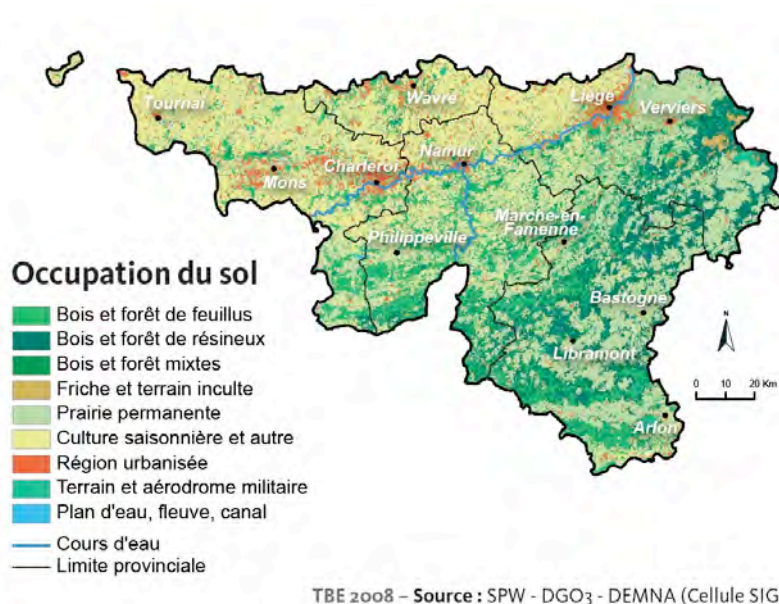 Tournai
Wavre
Liège
Verviers
Mons
Charleroi
Namur
Philippeville
Marche-en-
Famenne
Bastogne
Libramont
Arlon
N
0 10 20 Km
Occupation du sol
Bois et forêt de feuillus
Bois et forêt de résineux
Bois et forêt mixtes
Friche et terrain inculte
Prairie permanente
Culture saisonnière et autre
Région urbanisée
Terrain et aérodrome militaire
Plan d'eau, fleuve, canal
Cours d'eau
Limite provinciale
TBE 2008 – Source : SPW - DGO3 - DEMNA (Cellule SIG